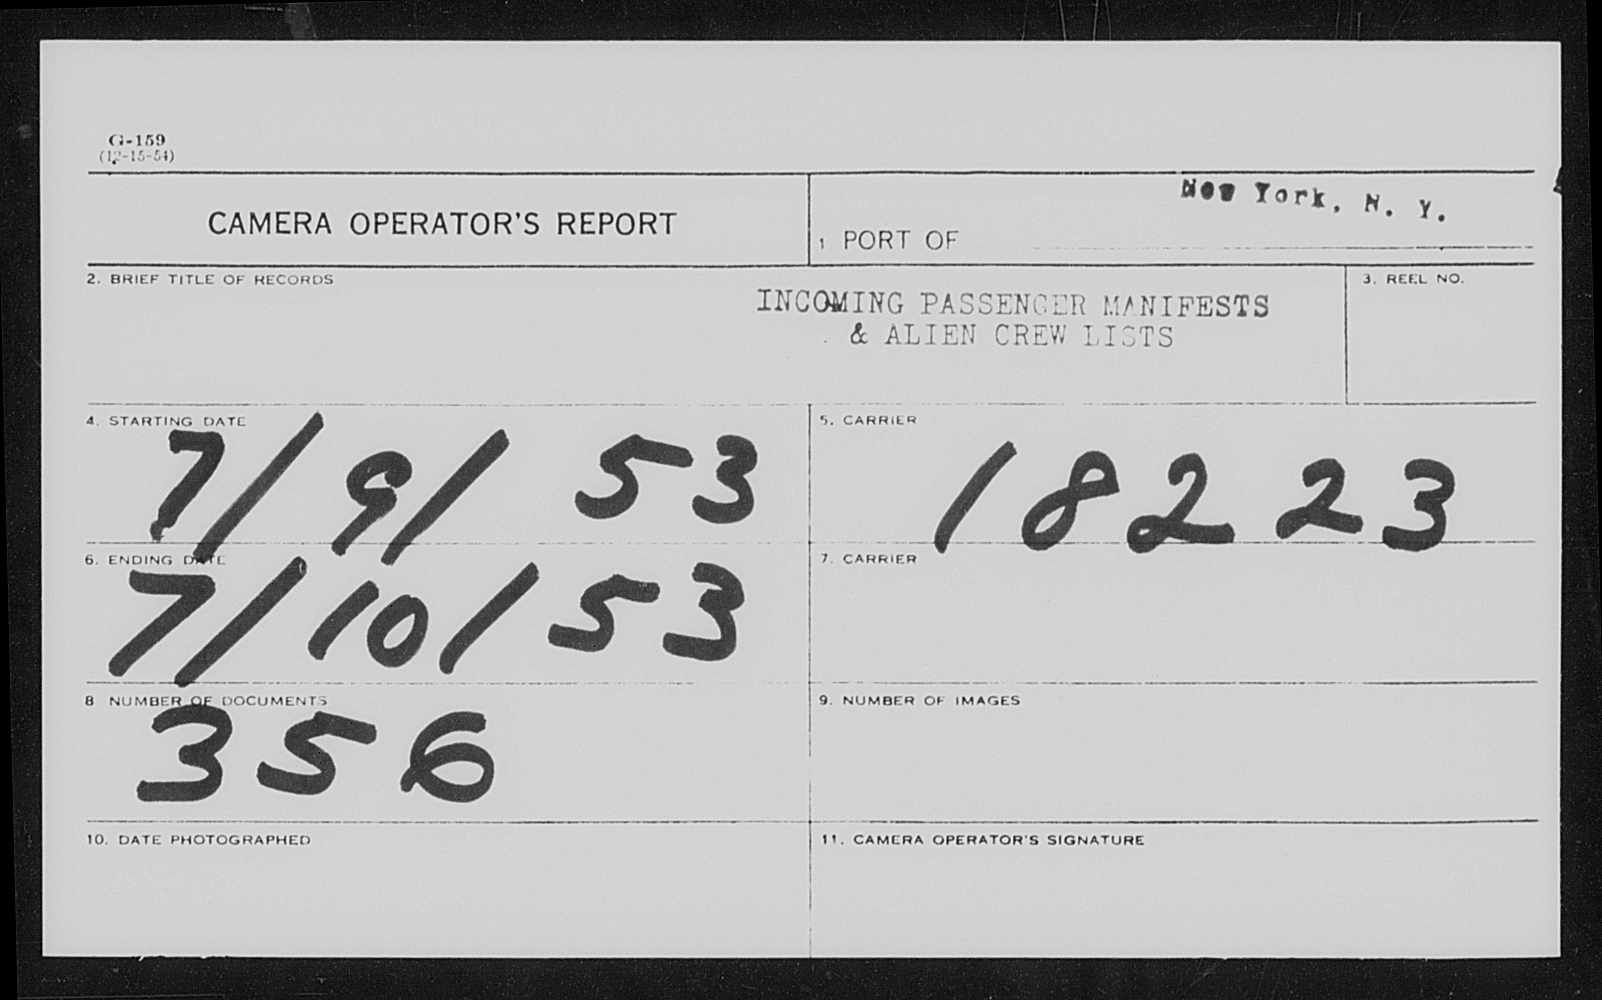 G-159
(12-15-54)
CAMERA OPERATOR'S REPORT
1 PORT OF New York, N. Y.
2. BRIEF TITLE OF RECORDS
INCOMING PASSENGER MANIFESTS
& ALIEN CREW LISTS
3. REEL NO.
4. STARTING DATE
7/9/53
5. CARRIER
18223
6. ENDING DATE
7/10/53
7. CARRIER
8 NUMBER OF DOCUMENTS
356
9. NUMBER OF IMAGES
10. DATE PHOTOGRAPHED
11. CAMERA OPERATOR'S SIGNATURE